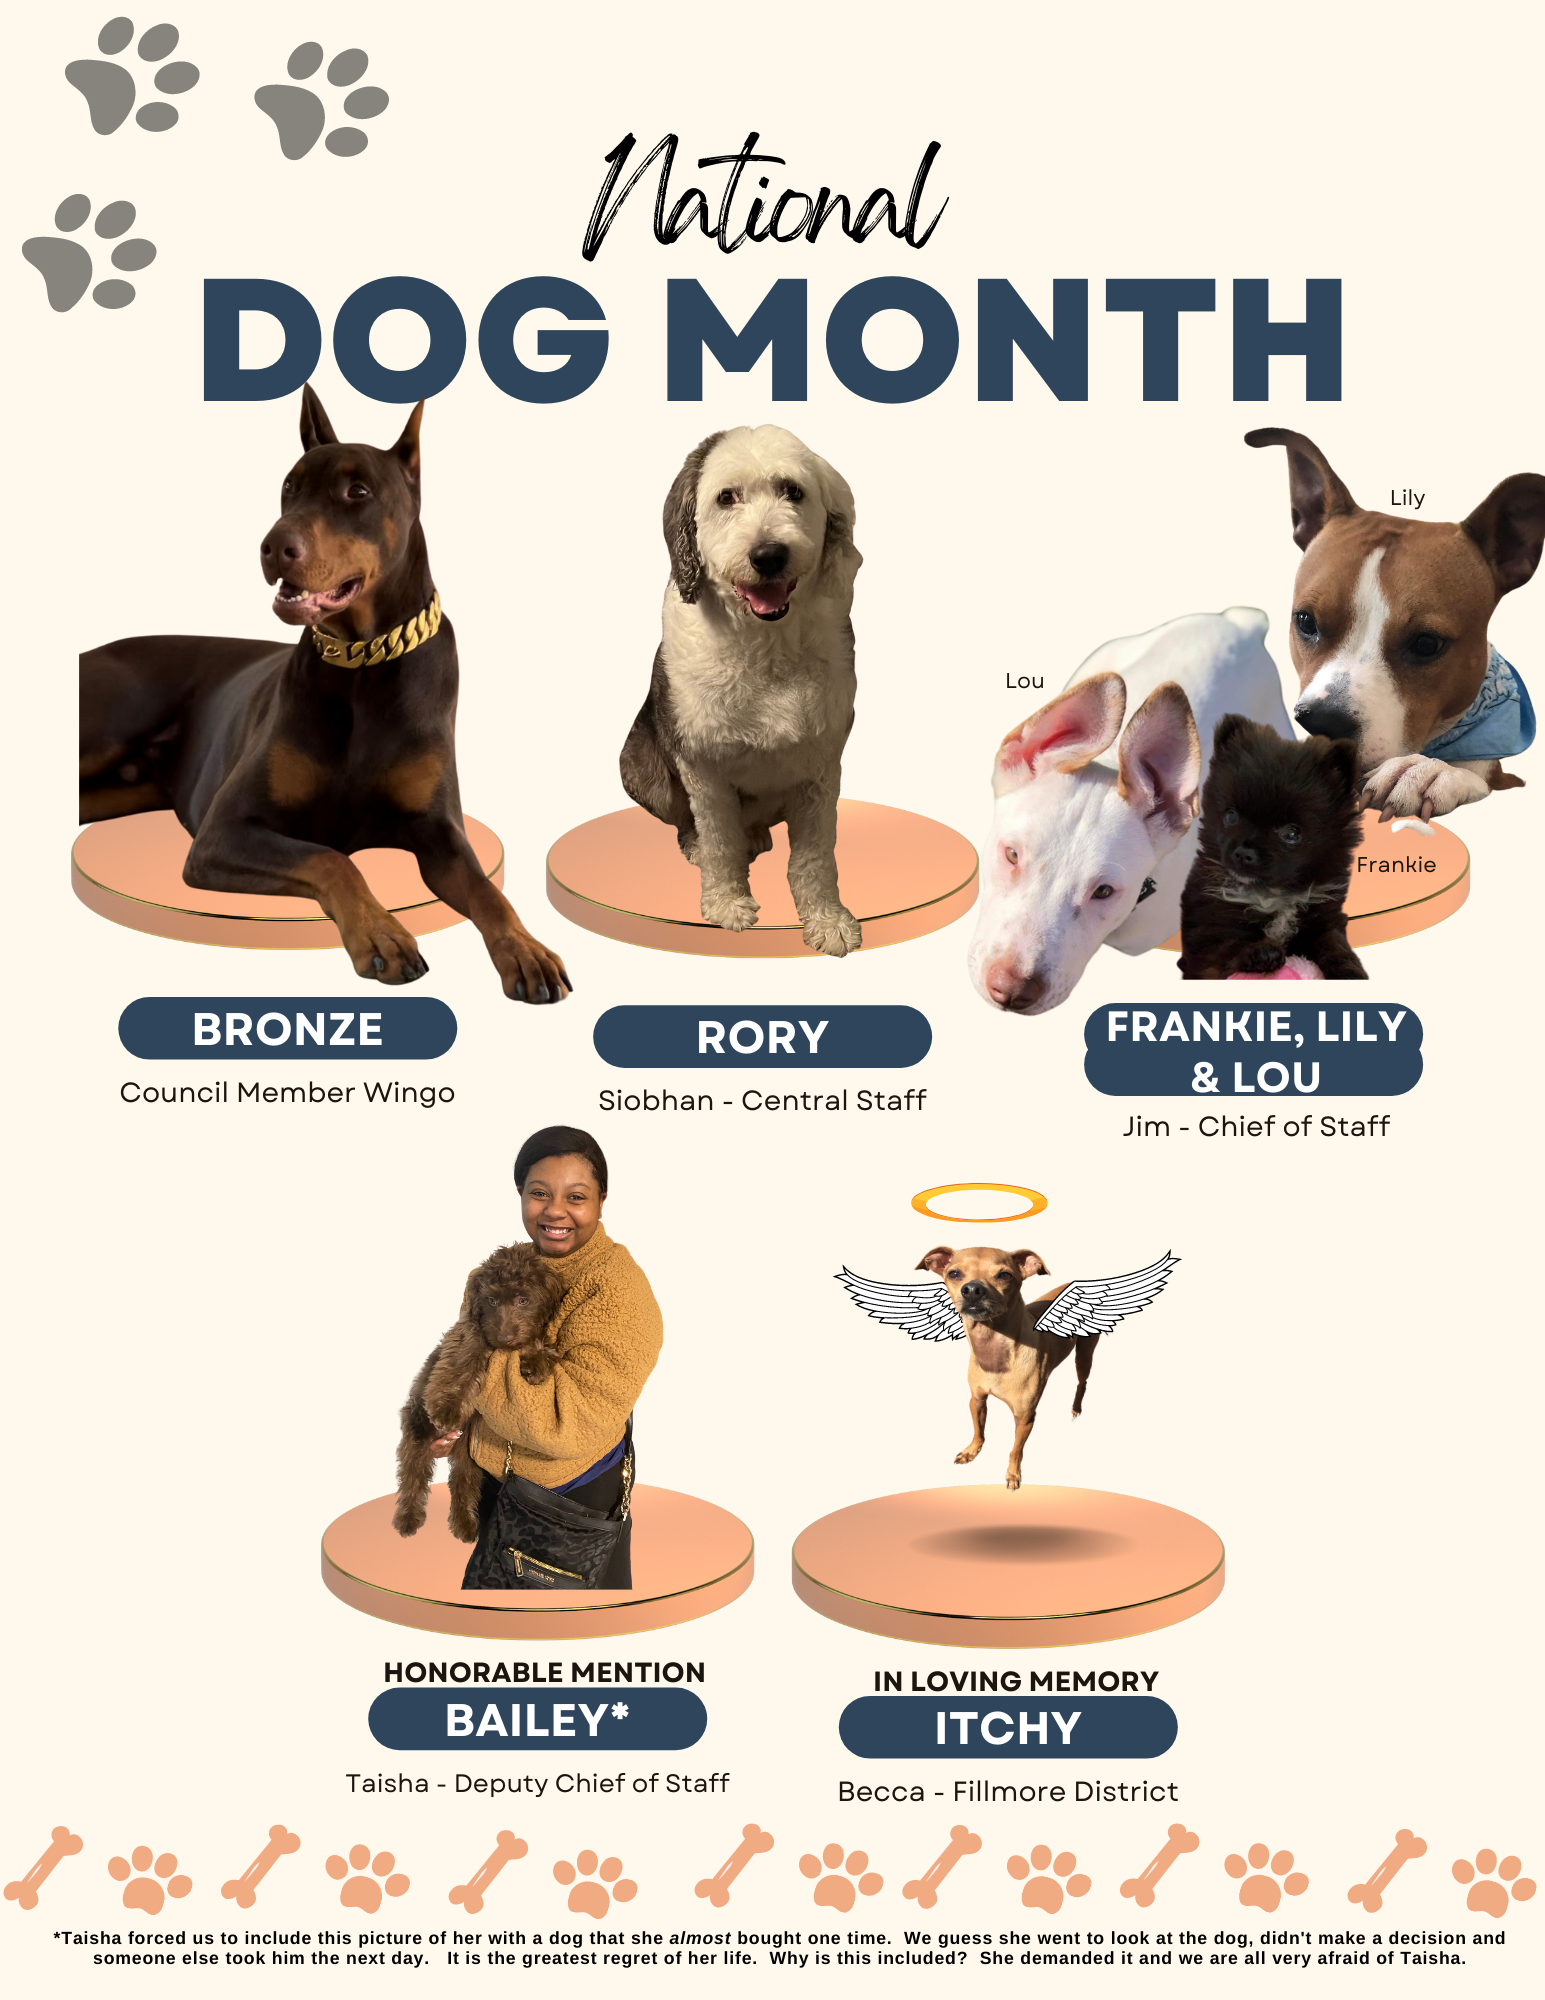 National
DOG MONTH
Lily
Lou
Frankie
BRONZE
Council Member Wingo
RORY
Siobhan - Central Staff
FRANKIE, LILY
& LOU
Jim - Chief of Staff
HONORABLE MENTION
BAILEY*
Taisha - Deputy Chief of Staff
IN LOVING MEMORY
ITCHY
Becca - Fillmore District
*Taisha forced us to include this picture of her with a dog that she almost bought one time. We guess she went to look at the dog, didn't make a decision and
someone else took him the next day. It is the greatest regret of her life. Why is this included? She demanded it and we are all very afraid of Taisha.